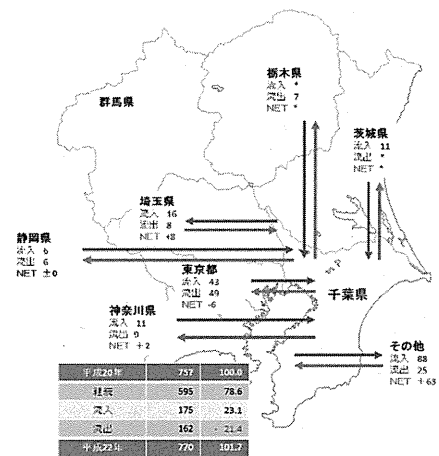 栃木県
流入 *
流出 7
NET *
群馬県
茨城県
流入 11
流出 *
NET *
埼玉県
流入 16
流出 8
NET +8
静岡県
流入 6
流出 6
NET ±0
東京都
流入 43
流出 49
NET -6
千葉県
神奈川県
流入 11
流出 9
NET +2
その他
流入 88
流出 25
NET +63
平成20年 757 100.0
継続 595 78.6
流入 175 23.1
流出 162 - 21.4
平成22年 770 101.7